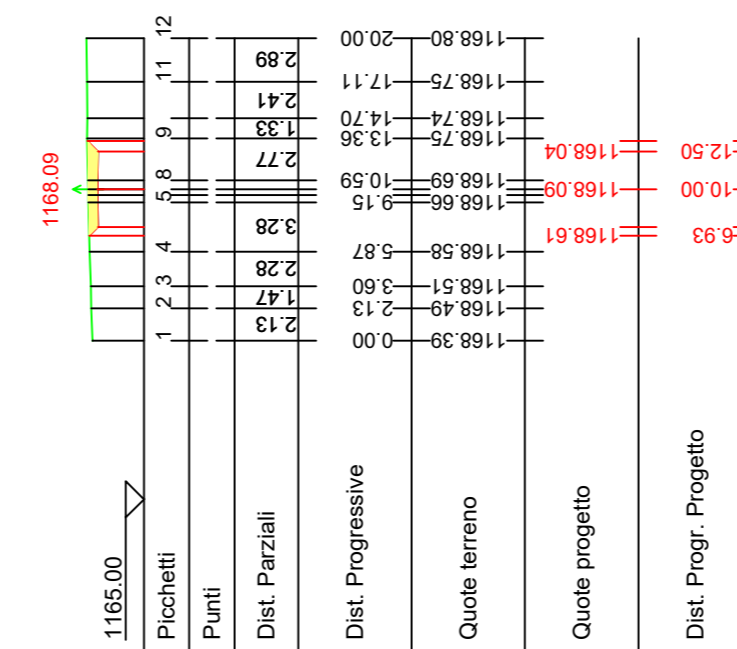 1168.09
1165.00
Picchetti
1 2 3 4 5 8 9 11 12
Punti
Dist. Parziali
2.13 1.47 2.28 3.28 2.77 1.33 2.41 2.89
Dist. Progressive
0.00 2.13 3.60 5.87 9.15 10.59 13.36 14.70 17.11 20.00
Quote terreno
1168.39 1168.49 1168.51 1168.58 1168.66 1168.69 1168.75 1168.74 1168.75 1168.80
Quote progetto
1168.61 1168.09 1168.04
Dist. Progr. Progetto
6.93 10.00 12.50